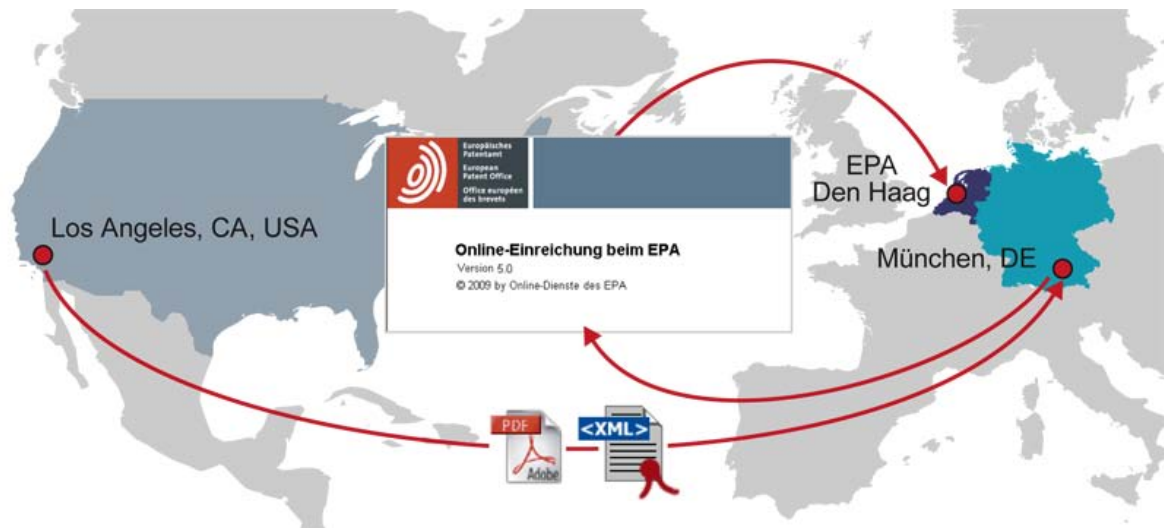 Europäisches
Patentamt
European
Patent Office
Office européen
des brevets
EPA
Den Haag
Los Angeles, CA, USA
Online-Einreichung beim EPA
Version 5.0
© 2009 by Online-Dienste des EPA
München, DE
PDF
Adobe
<XML>